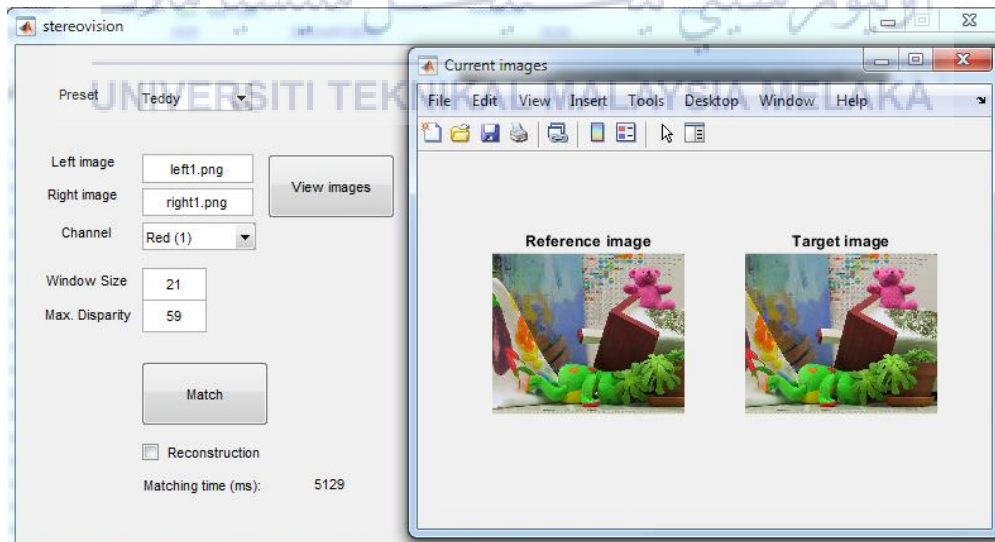 stereovision
Preset
Teddy
UNIVERSITI TEKNIKAL MALAYSIA MELAKA
Left image
left1.png
Right image
right1.png
View images
Channel
Red (1)
Window Size
21
Max. Disparity
59
Match
Reconstruction
Matching time (ms):
5129
Current images
File Edit View Insert Tools Desktop Window Help
Reference image
Target image